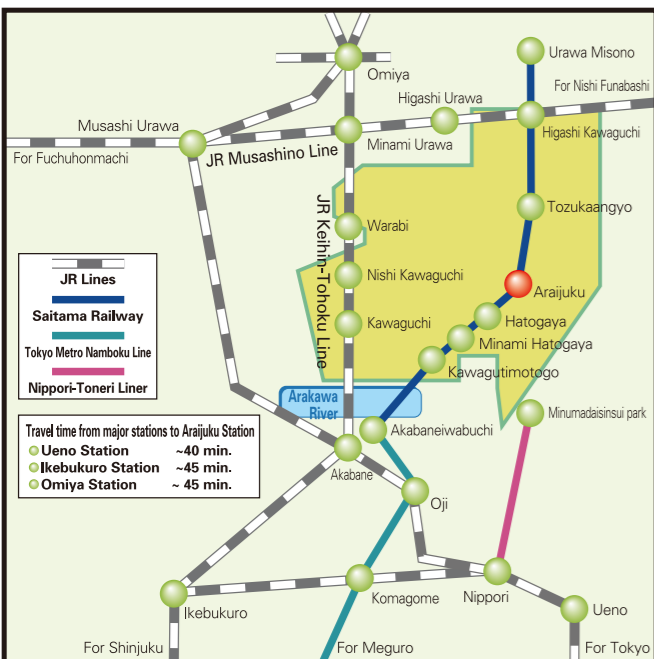 Urawa Misono
Omiya
For Nishi Funabashi
Higashi Urawa
Musashi Urawa
Higashi Kawaguchi
Minami Urawa
For Fuchuhonmachi
JR Musashino Line
JR Keihin-Tohoku Line
Tozukaangyo
Warabi
Nishi Kawaguchi
Araijuku
Kawaguchi
Hatogaya
Minami Hatogaya
Kawagutimotogo
JR Lines
Saitama Railway
Tokyo Metro Namboku Line
Nippori-Toneri Liner
Arakawa
River
Minumadaisinsui park
Akabaneiwabuchi
Travel time from major stations to Araijuku Station
Ueno Station ~40 min.
Ikebukuro Station ~45 min.
Omiya Station ~ 45 min.
Akabane
Oji
Komagome
Nippori
Ikebukuro
Ueno
For Shinjuku
For Meguro
For Tokyo